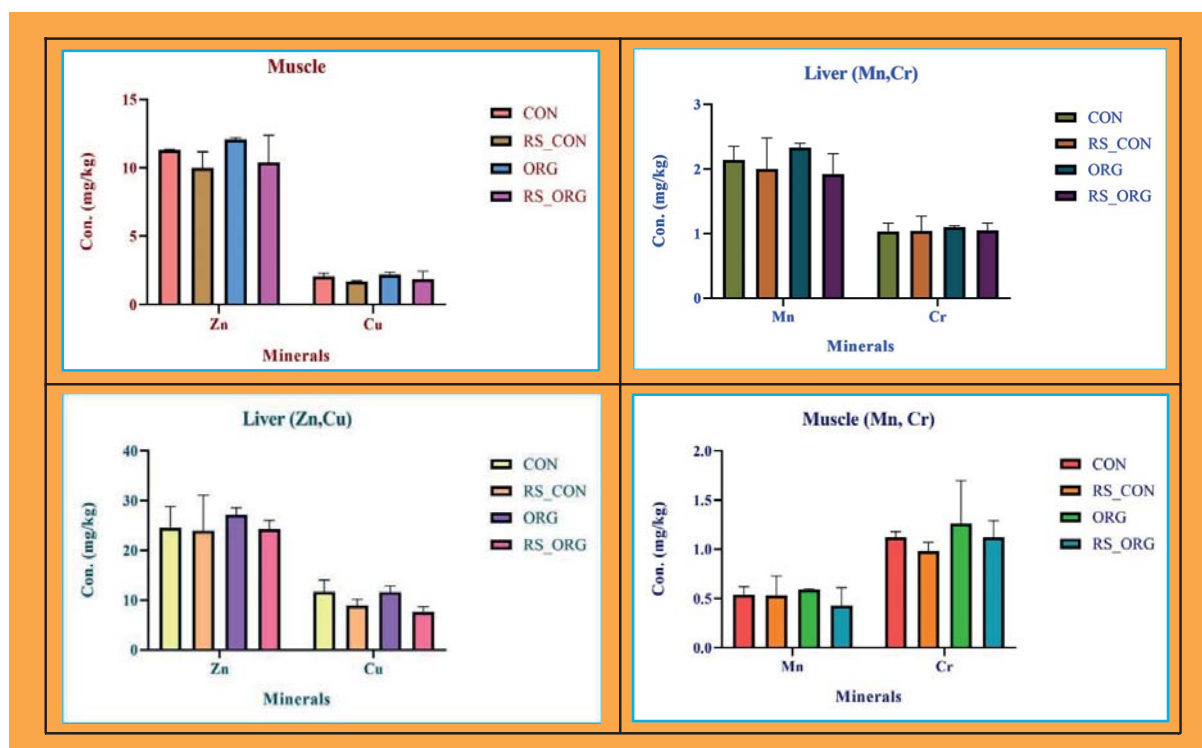 Muscle
Con. (mg/kg)
15
10
5
0
Zn Cu
Minerals
CON
RS_CON
ORG
RS_ORG
Liver (Mn,Cr)
Con. (mg/kg)
3
2
1
0
Mn Cr
Minerals
CON
RS_CON
ORG
RS_ORG
Liver (Zn,Cu)
Con. (mg/kg)
40
30
20
10
0
Zn Cu
Minerals
CON
RS_CON
ORG
RS_ORG
Muscle (Mn, Cr)
Con. (mg/kg)
2.0
1.5
1.0
0.5
0.0
Mn Cr
Minerals
CON
RS_CON
ORG
RS_ORG